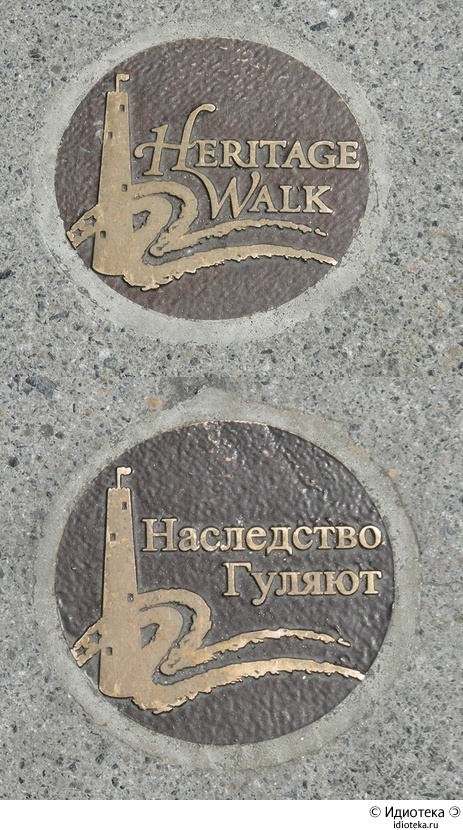 HERITAGE
WALK
Наследство
Гуляют
© Идиотека
idioteka.ru